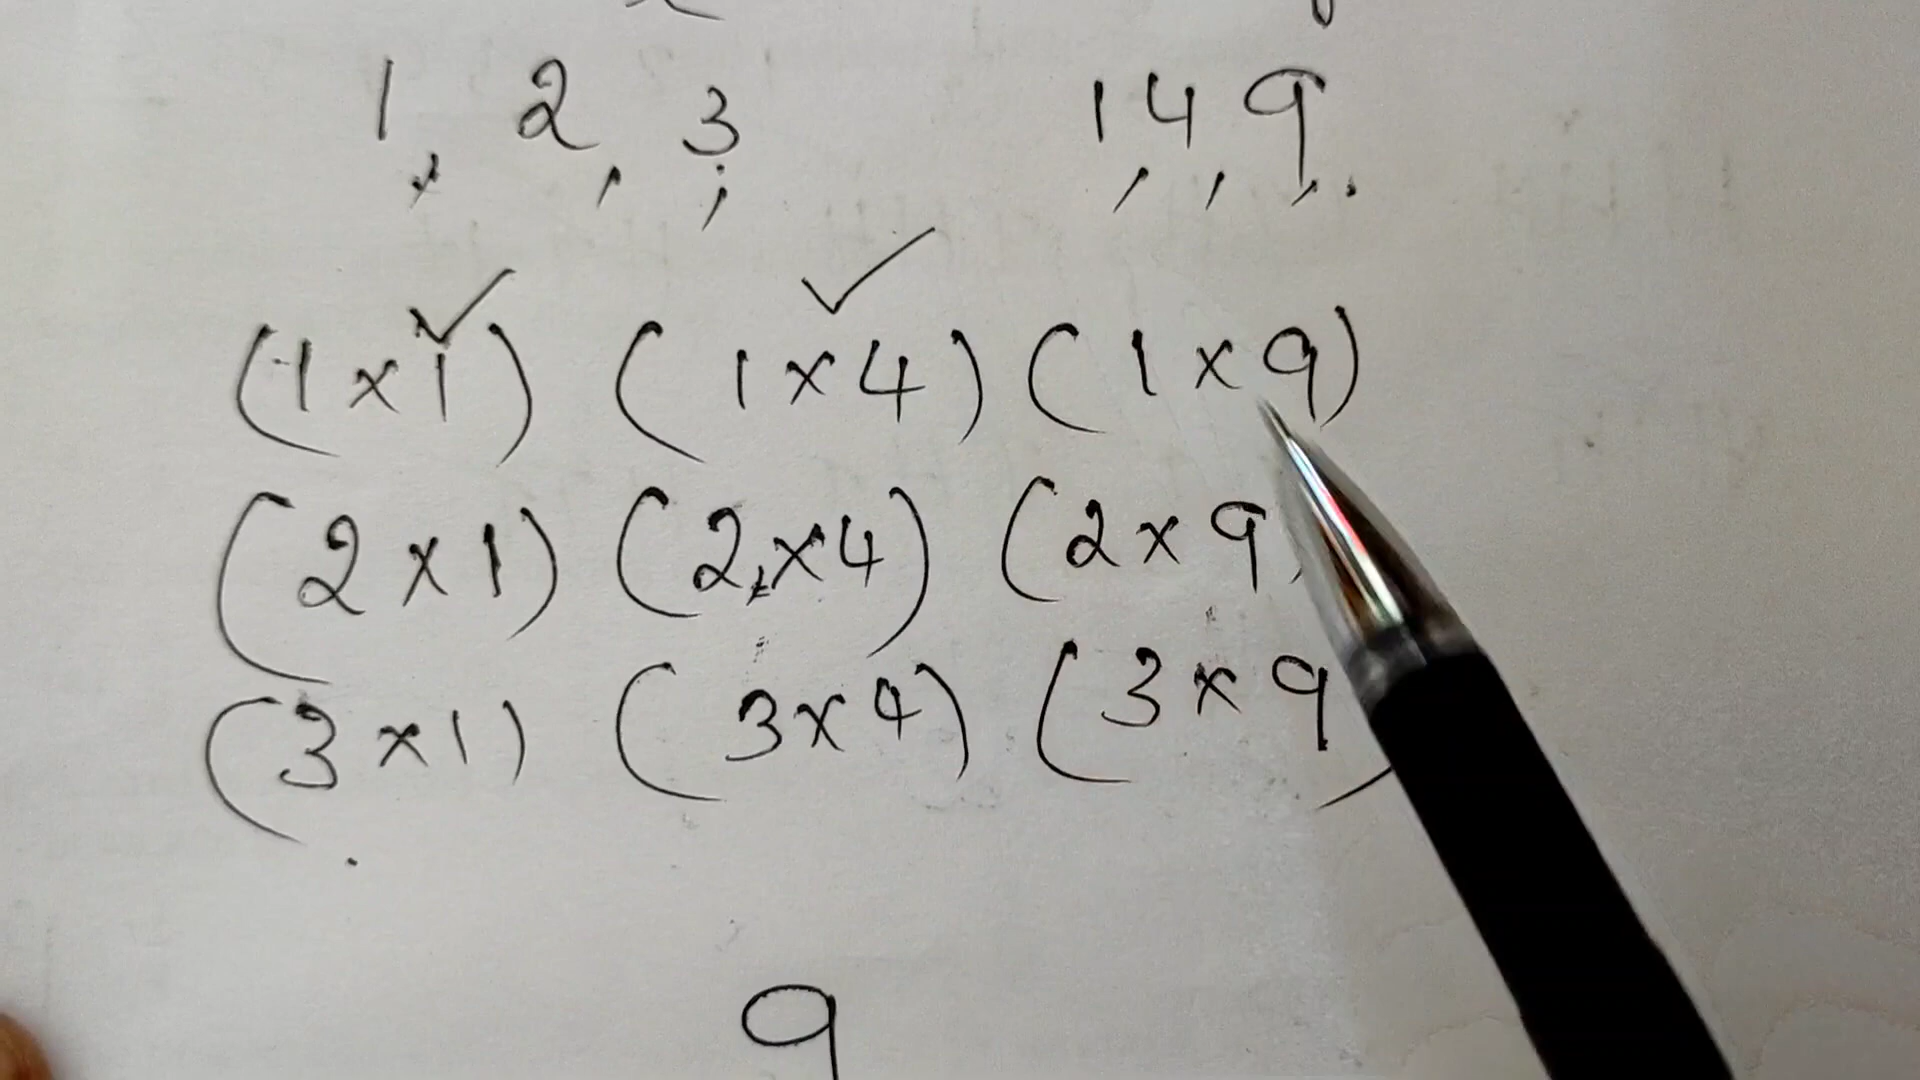 1, 2, 3; 1, 4, 9.
(1 x 1) (1 x 4) (1 x 9)
(2 x 1) (2 x 4) (2 x 9
(3 x 1) (3 x 4) (3 x 9)
9